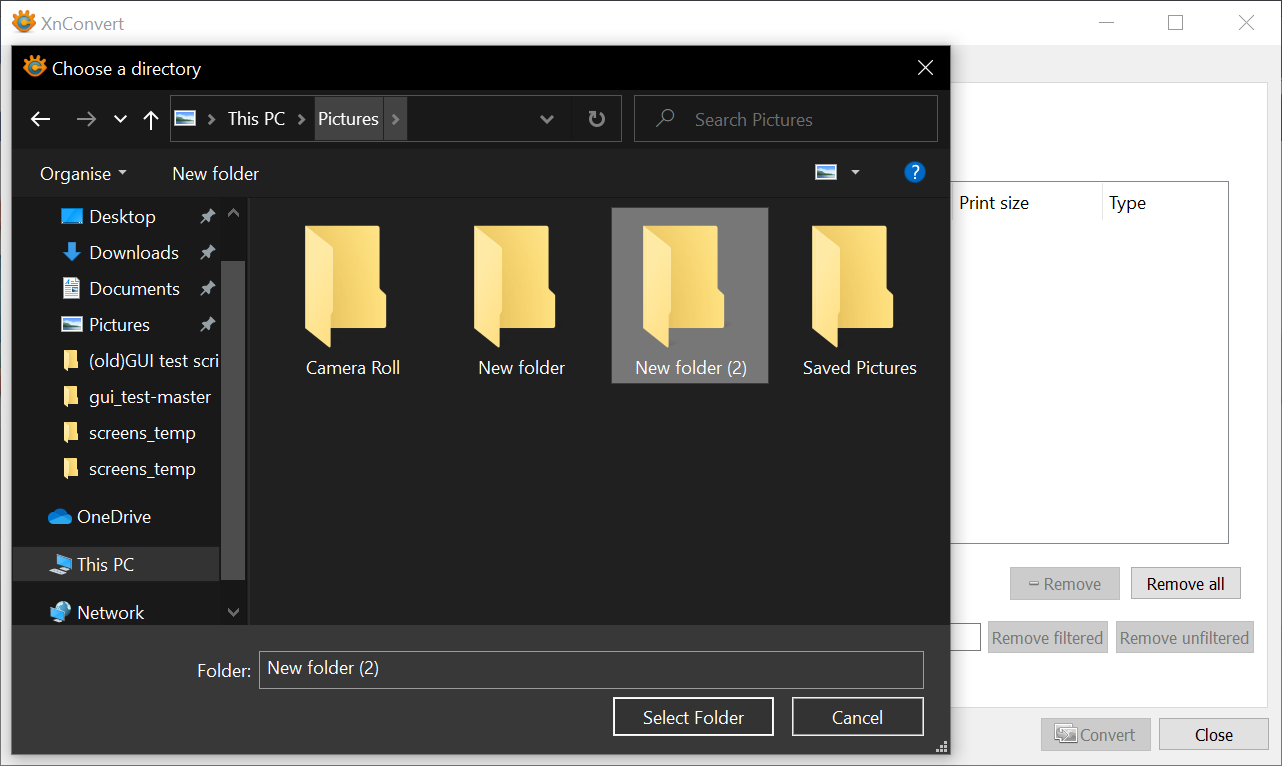 XnConvert
Choose a directory
This PC
Pictures
Search Pictures
Organise
New folder
?
Desktop
Downloads
Documents
Pictures
(old)GUI test scri
gui_test-master
screens_temp
screens_temp
OneDrive
This PC
Network
Camera Roll
New folder
New folder (2)
Saved Pictures
Folder:
New folder (2)
Select Folder
Cancel
Print size
Type
Remove
Remove all
Remove filtered
Remove unfiltered
Convert
Close